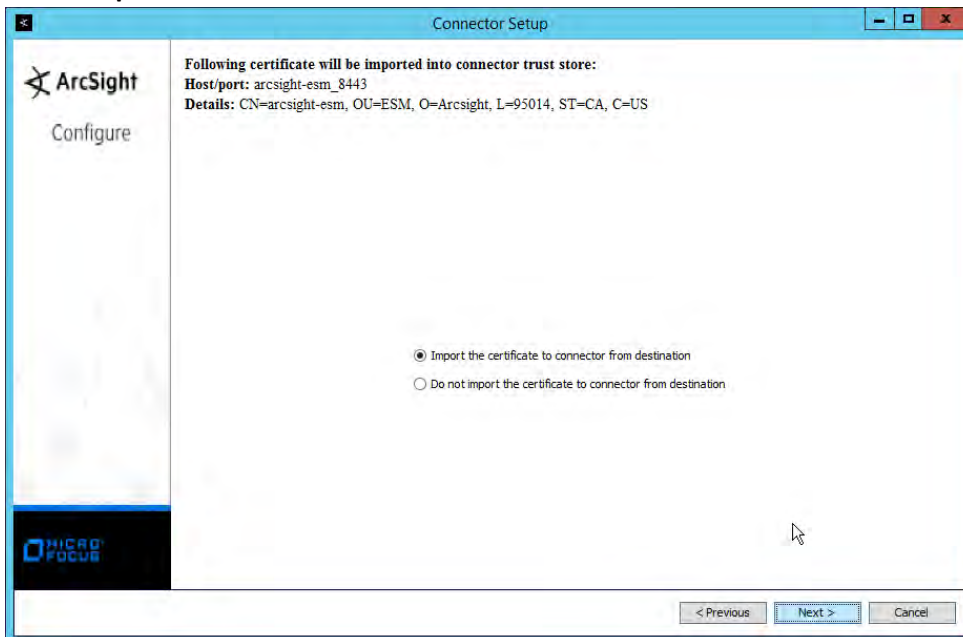 Connector Setup
ArcSight
Configure
Following certificate will be imported into connector trust store:
Host/port: arcsight-esm_8443
Details: CN=arcsight-esm, OU=ESM, O=Arcsight, L=95014, ST=CA, C=US
Import the certificate to connector from destination
Do not import the certificate to connector from destination
MICRO
FOCUS
< Previous
Next >
Cancel